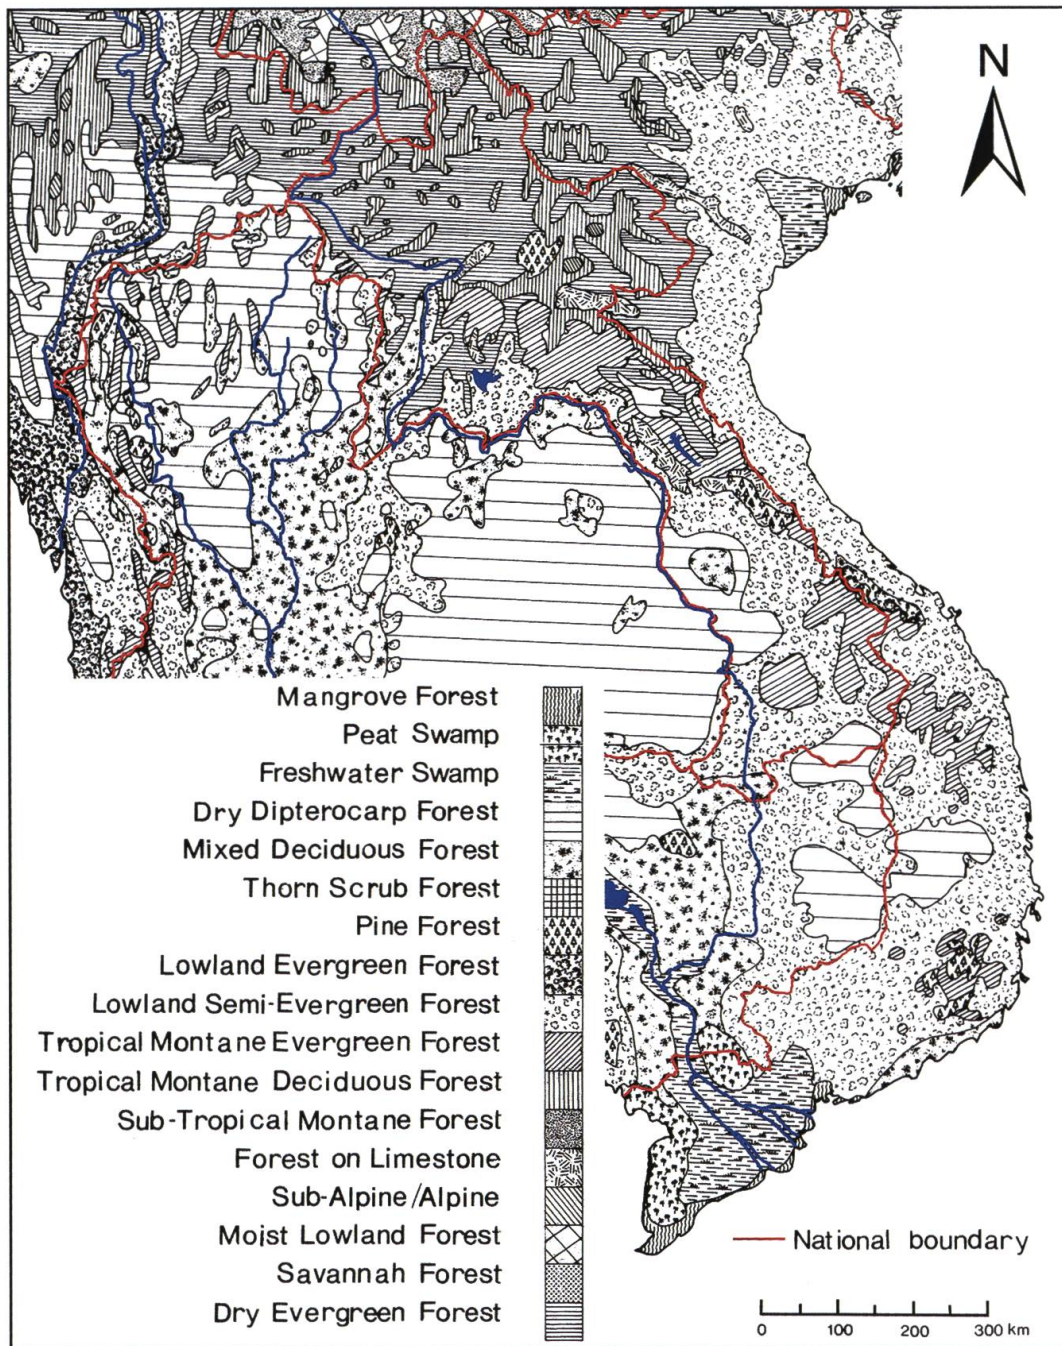 N
Mangrove Forest
Peat Swamp
Freshwater Swamp
Dry Dipterocarp Forest
Mixed Deciduous Forest
Thorn Scrub Forest
Pine Forest
Lowland Evergreen Forest
Lowland Semi-Evergreen Forest
Tropical Montane Evergreen Forest
Tropical Montane Deciduous Forest
Sub-Tropical Montane Forest
Forest on Limestone
Sub-Alpine/Alpine
Moist Lowland Forest
Savannah Forest
Dry Evergreen Forest
National boundary
0 100 200 300 km